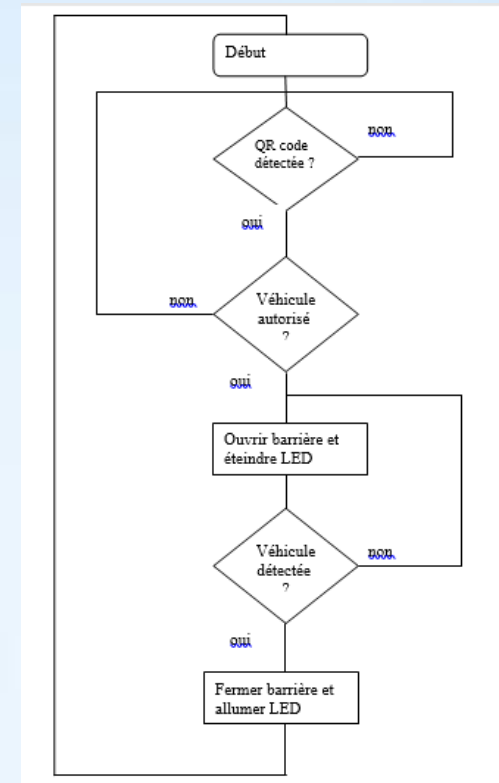 Début
non
QR code
détectée ?
oui
non
Véhicule
autorisé
?
oui
Ouvrir barrière et
éteindre LED
Véhicule
détectée
?
non
oui
Fermer barrière et
allumer LED